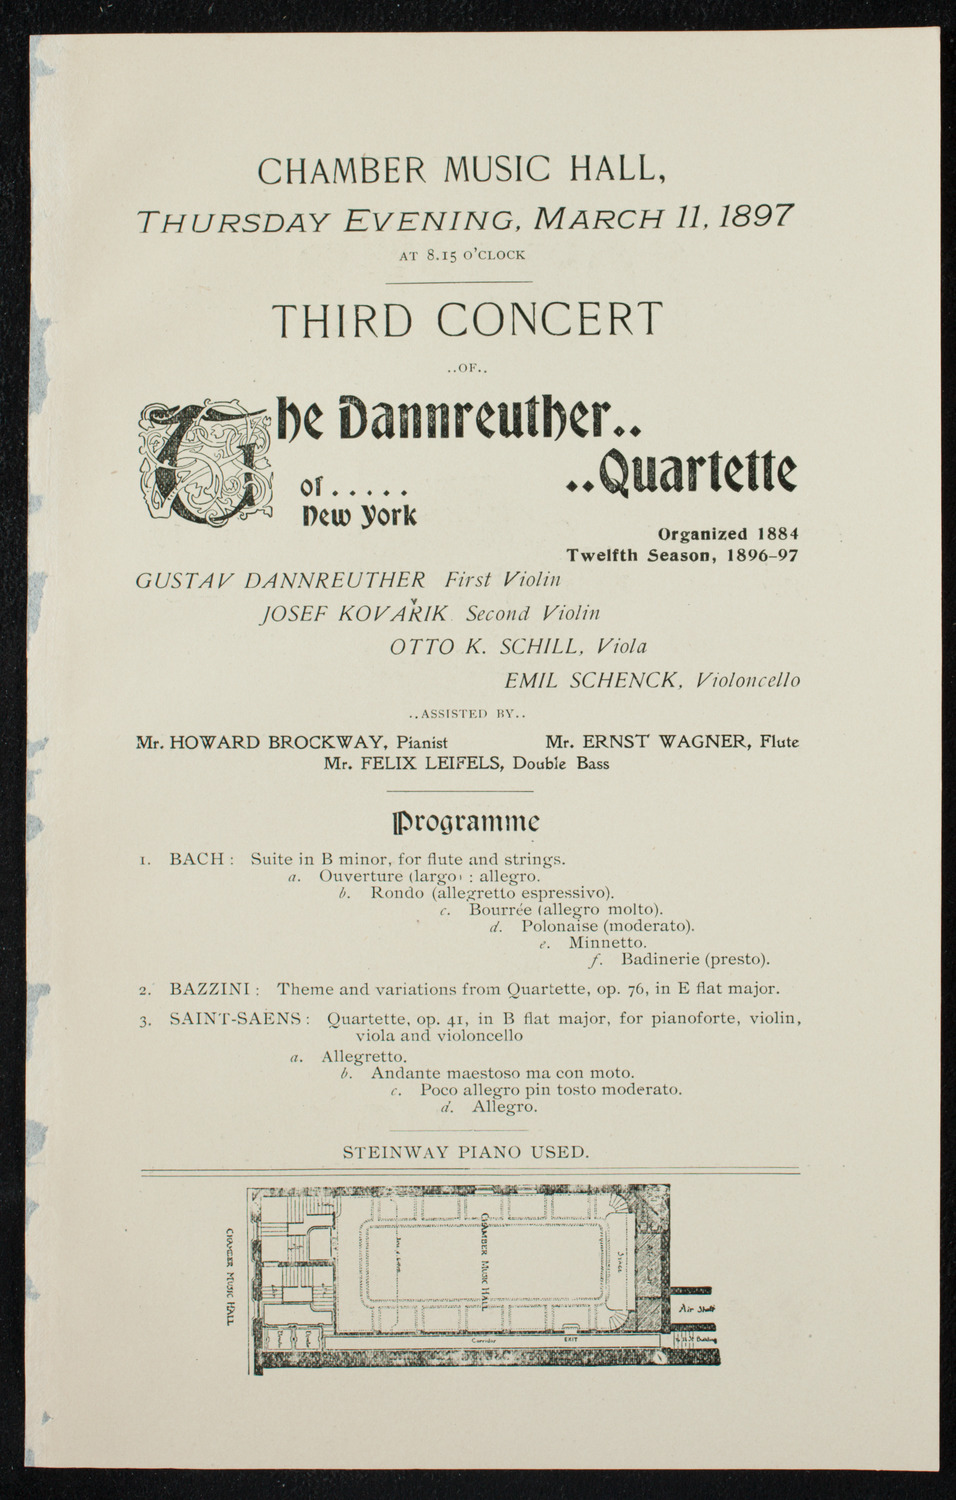 CHAMBER MUSIC HALL,
THURSDAY EVENING, MARCH 11, 1897
AT 8.15 O'CLOCK
THIRD CONCERT
..OF..
The Dannreuther..
..Quartette
of.....
New York
Organized 1884
Twelfth Season, 1896-97
GUSTAV DANNREUTHER First Violin
JOSEF KOVAŘIK Second Violin
OTTO K. SCHILL, Viola
EMIL SCHENCK, Violoncello
..ASSISTED BY..
Mr. HOWARD BROCKWAY, Pianist Mr. ERNST WAGNER, Flute
Mr. FELIX LEIFELS, Double Bass
Programme
1. BACH : Suite in B minor, for flute and strings.
a. Ouverture (largo) : allegro.
b. Rondo (allegretto espressivo).
c. Bourrée (allegro molto).
d. Polonaise (moderato).
e. Minnetto.
f. Badinerie (presto).
2. BAZZINI : Theme and variations from Quartette, op. 76, in E flat major.
3. SAINT-SAENS : Quartette, op. 41, in B flat major, for pianoforte, violin,
viola and violoncello
a. Allegretto.
b. Andante maestoso ma con moto.
c. Poco allegro pin tosto moderato.
d. Allegro.
STEINWAY PIANO USED.
CHAMBER MUSIC HALL
CHAMBER MUSIC HALL
Stage
Air Shaft
Corridor
EXIT
Building